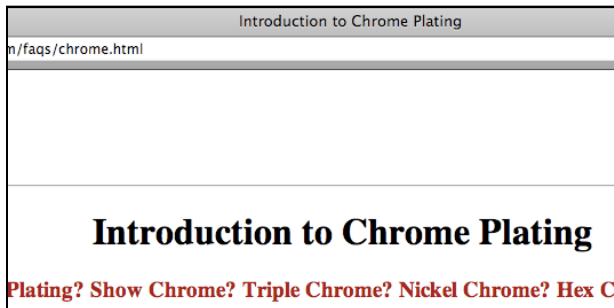 Introduction to Chrome Plating
m/faqs/chrome.html
Introduction to Chrome Plating
Plating? Show Chrome? Triple Chrome? Nickel Chrome? Hex C